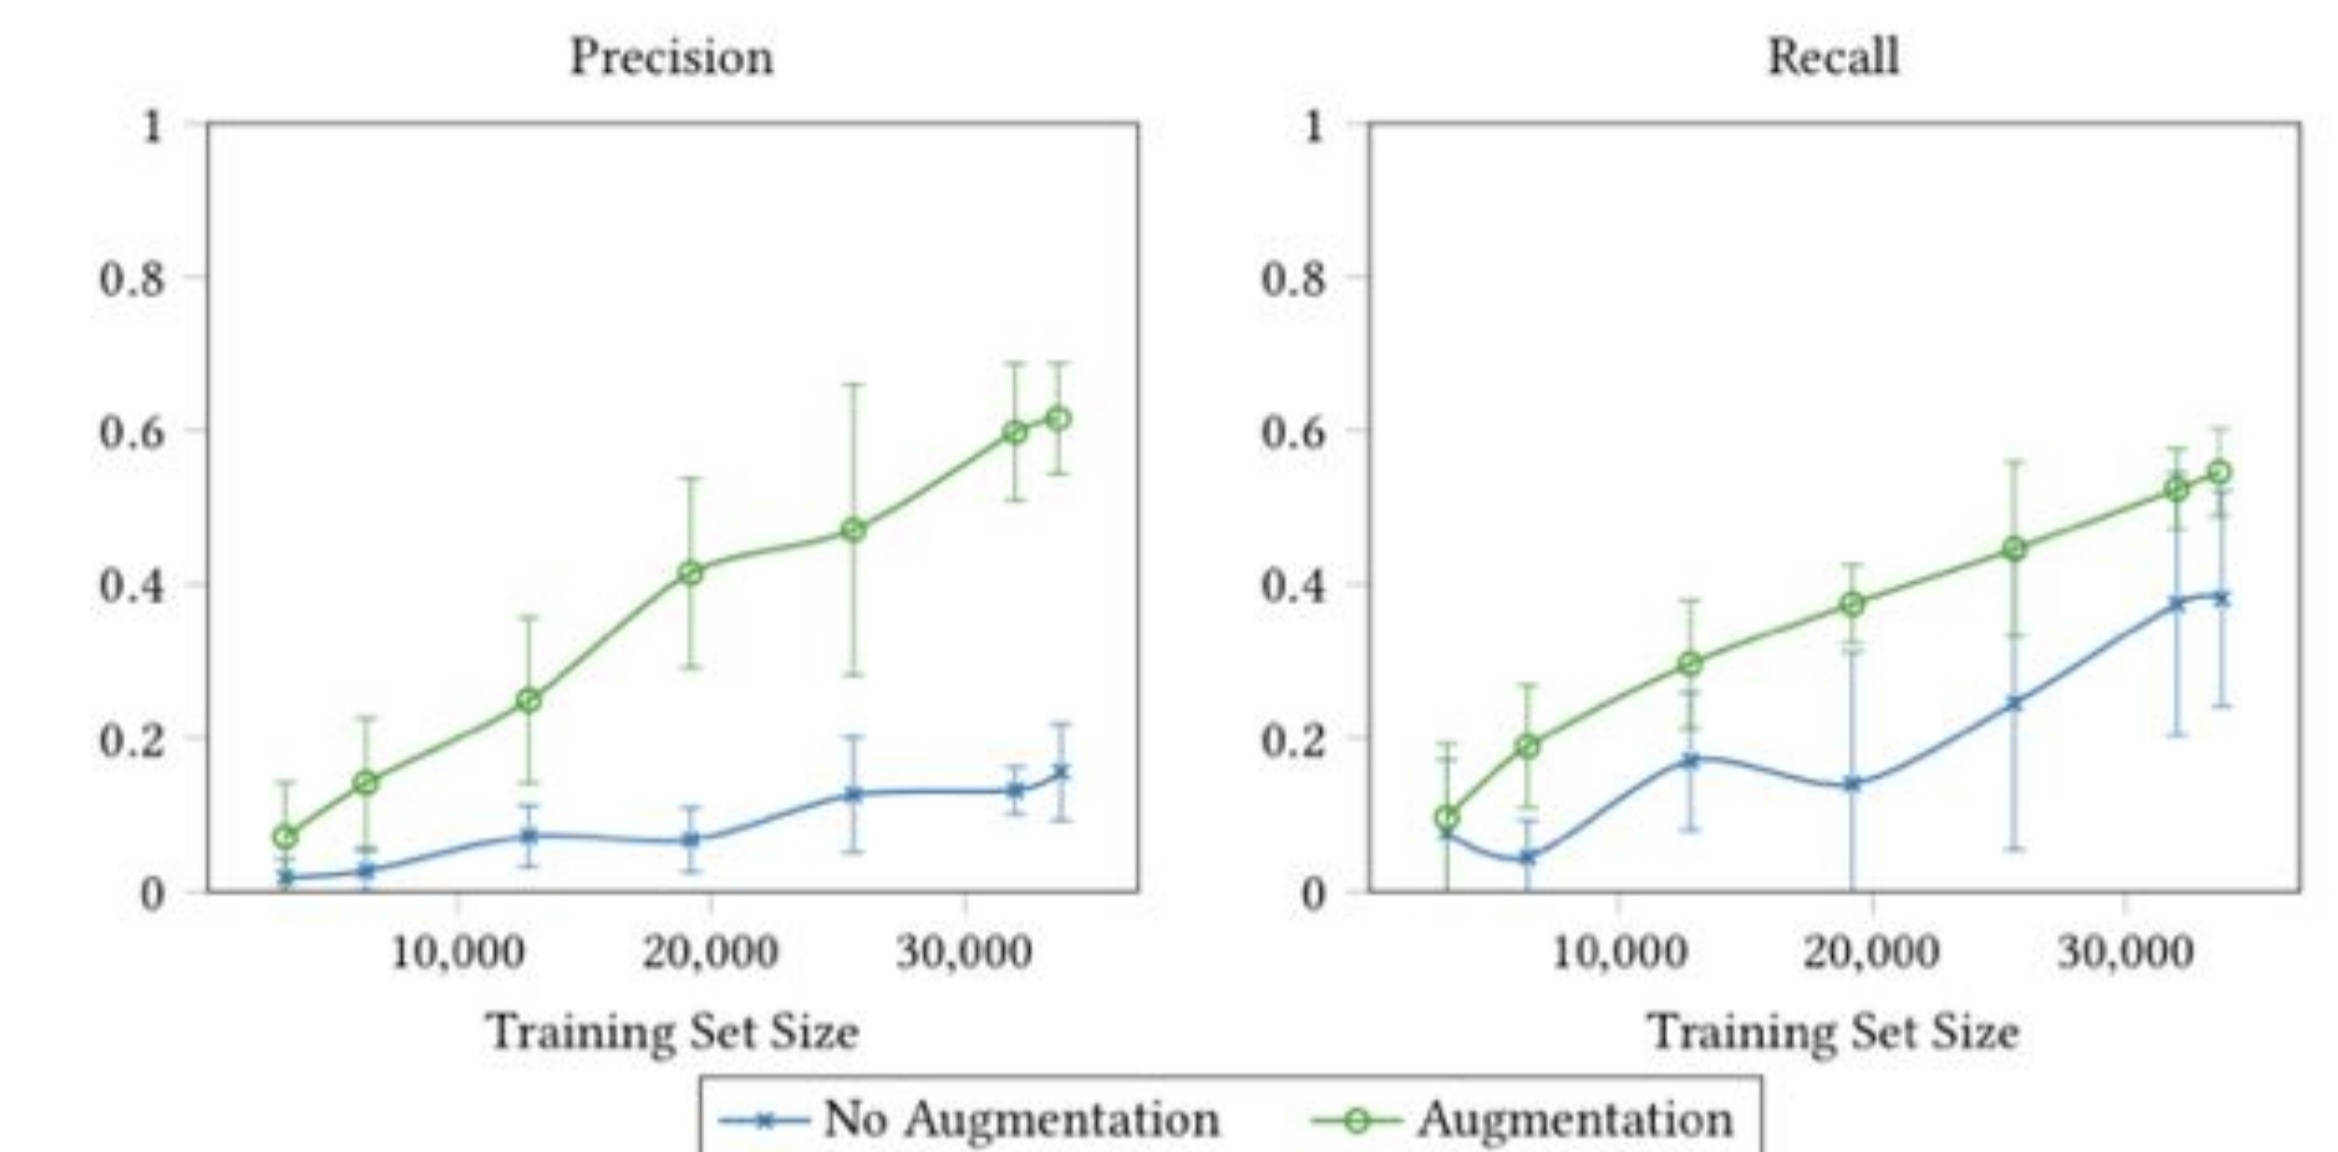 Precision
1
0.8
0.6
0.4
0.2
0
10,000 20,000 30,000
Training Set Size
Recall
1
0.8
0.6
0.4
0.2
0
10,000 20,000 30,000
Training Set Size
No Augmentation Augmentation